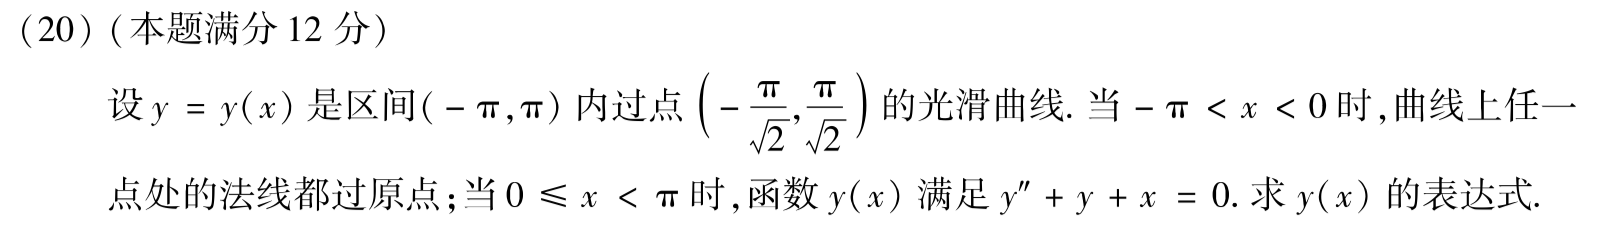 (20) (本题满分 12 分)
设 y = y(x) 是区间( - π,π) 内过点 (-π/√2, π/√2) 的光滑曲线. 当 - π < x < 0 时,曲线上任一
点处的法线都过原点;当 0 ≤ x < π 时,函数 y(x) 满足 y″ + y + x = 0. 求 y(x) 的表达式.